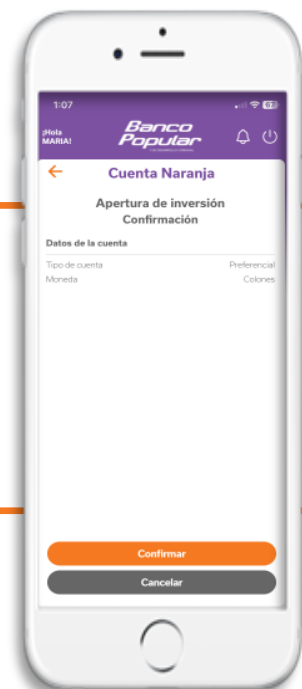 1:07
67
¡Hola
MARIA!
Banco
Popular
Cuenta Naranja
Apertura de inversión
Confirmación
Datos de la cuenta
Tipo de cuenta Preferencial
Moneda Colones
Confirmar
Cancelar